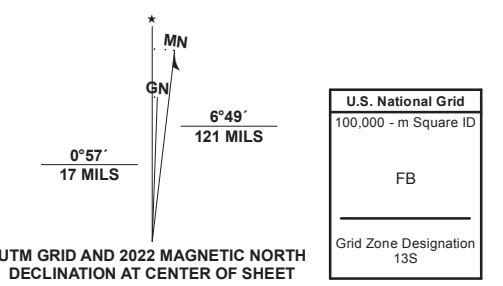 ★
MN
GN
6°49´
121 MILS
0°57´
17 MILS
UTM GRID AND 2022 MAGNETIC NORTH
DECLINATION AT CENTER OF SHEET
U.S. National Grid
100,000 - m Square ID
FB
Grid Zone Designation
13S